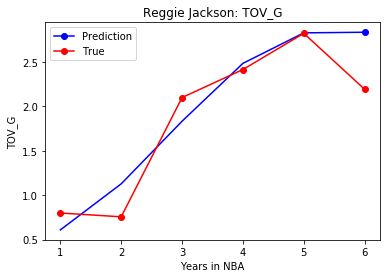 Reggie Jackson: TOV_G
Prediction
True
TOV_G
2.5
2.0
1.5
1.0
0.5
1 2 3 4 5 6
Years in NBA